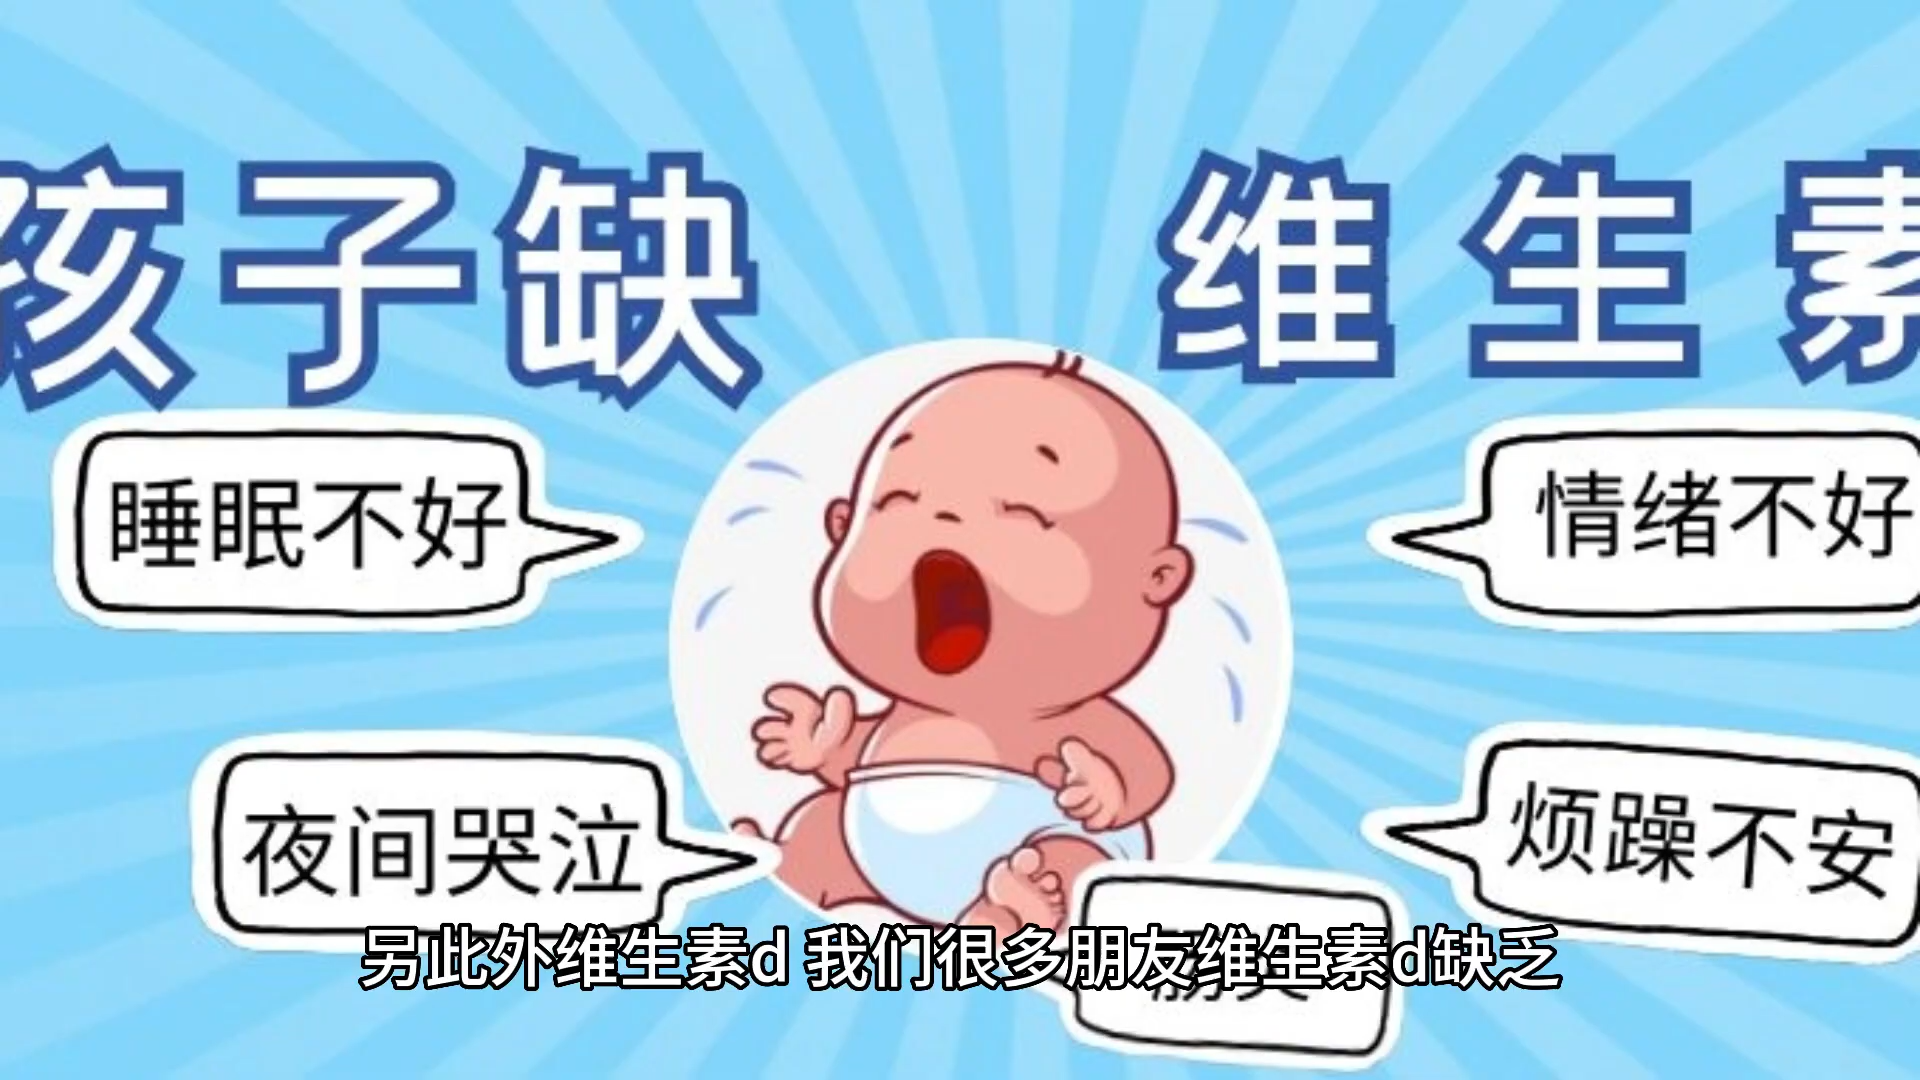 孩子缺 维生素
睡眠不好
情绪不好
夜间哭泣
烦躁不安
另此外维生素d 我们很多朋友维生素d缺乏